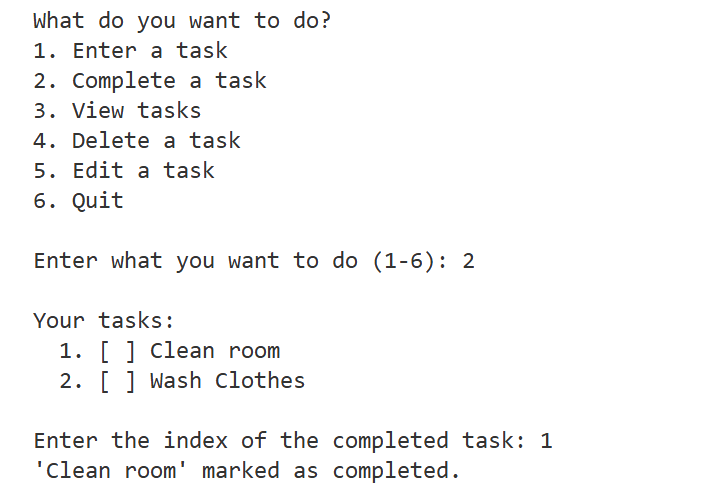 What do you want to do?
1. Enter a task
2. Complete a task
3. View tasks
4. Delete a task
5. Edit a task
6. Quit
Enter what you want to do (1-6): 2
Your tasks:
1. [ ] Clean room
2. [ ] Wash Clothes
Enter the index of the completed task: 1
'Clean room' marked as completed.